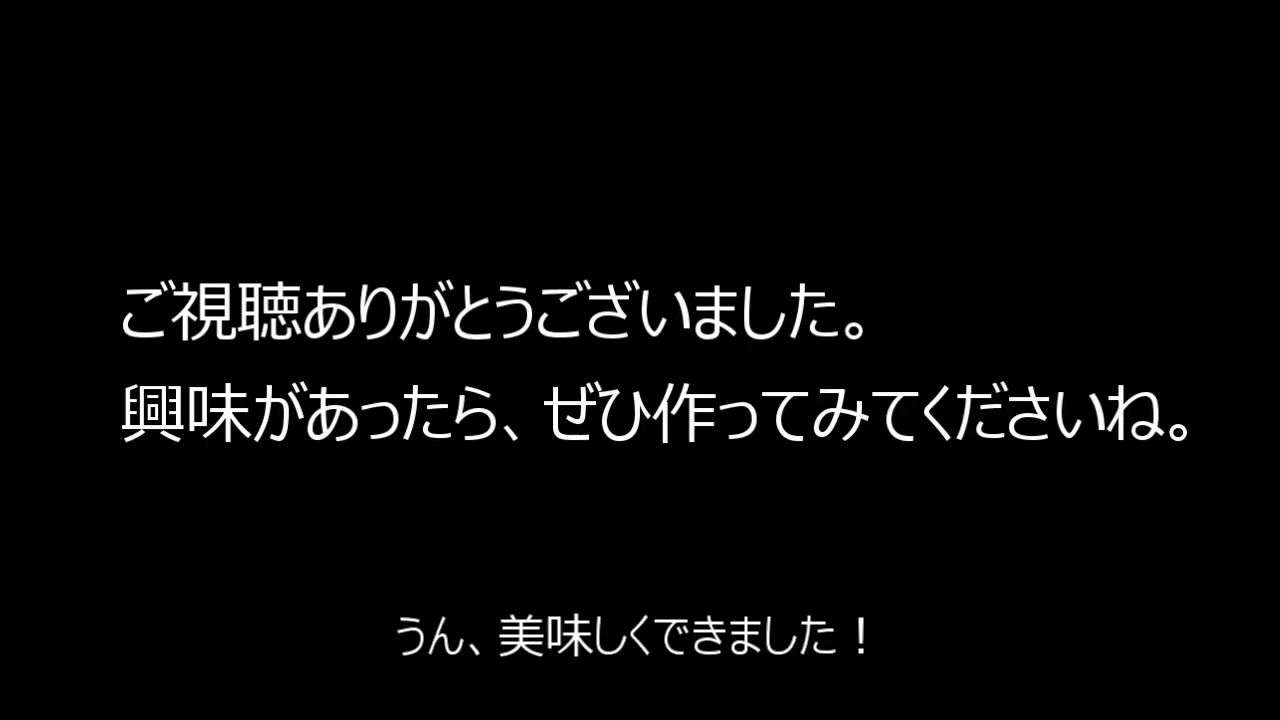 ご視聴ありがとうございました。
興味があったら、ぜひ作ってみてくださいね。
うん、美味しくできました！